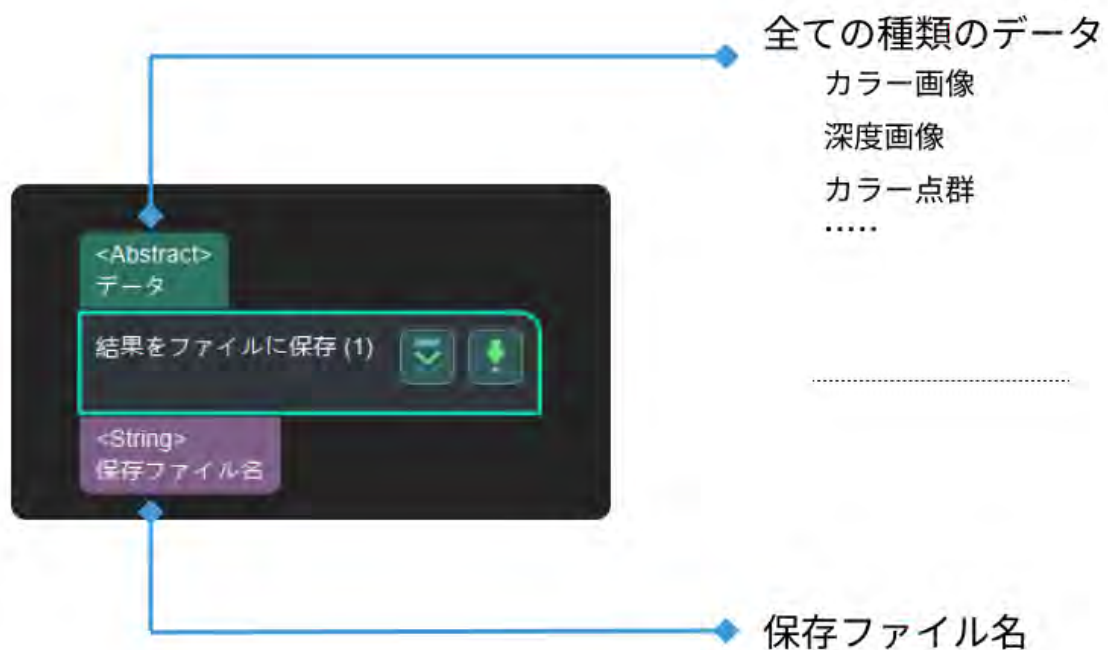 全ての種類のデータ
カラー画像
深度画像
カラー点群
.....
<Abstract>
データ
結果をファイルに保存 (1)
<String>
保存ファイル名
保存ファイル名